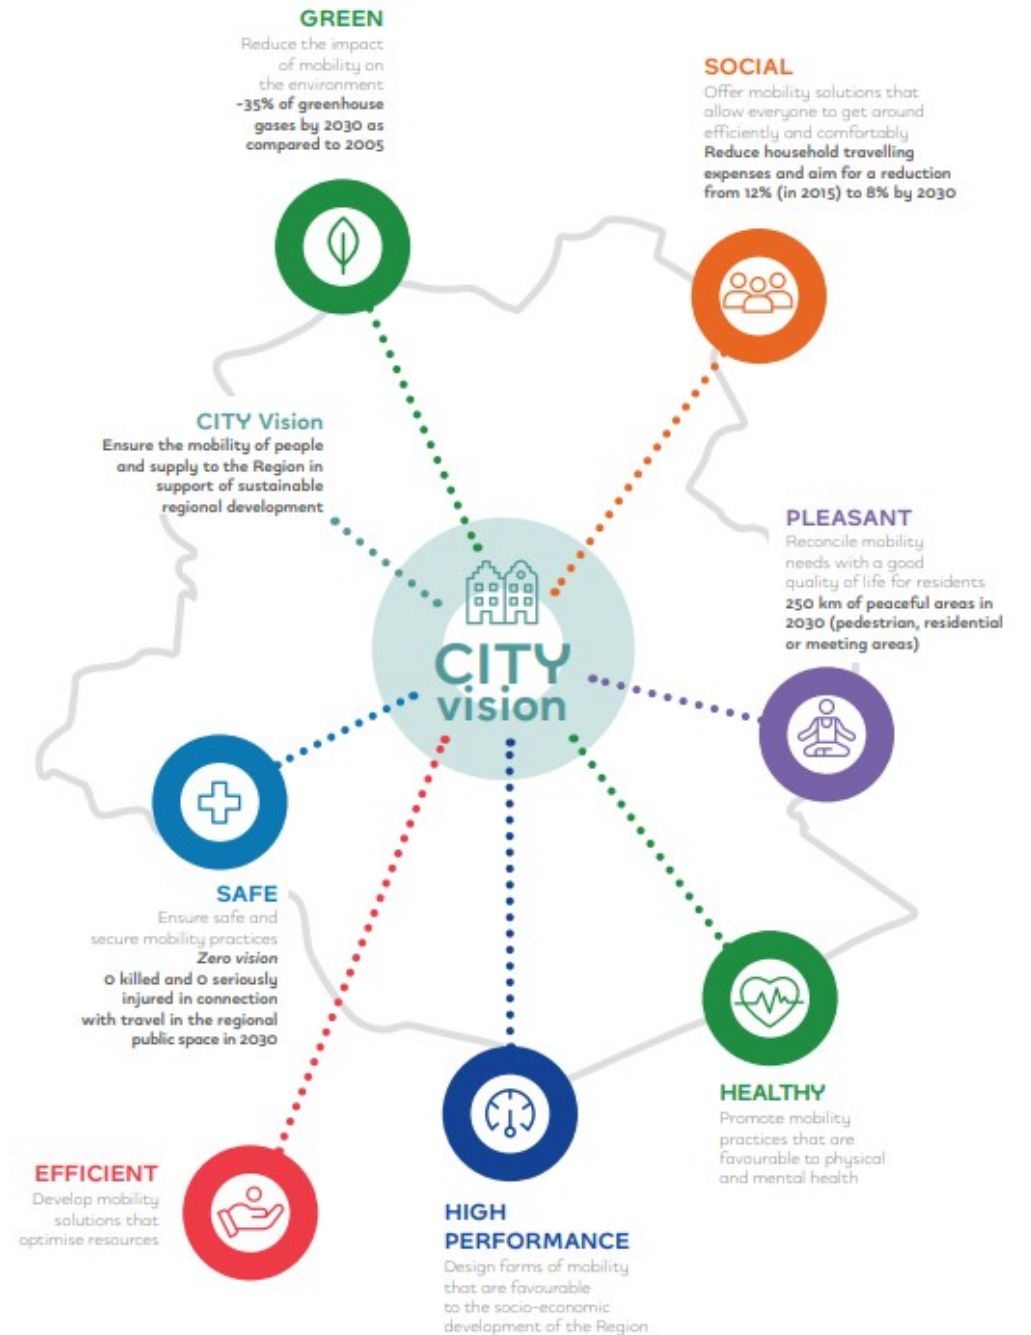 GREEN
Reduce the impact
of mobility on
the environment
-35% of greenhouse
gases by 2030 as
compared to 2005
SOCIAL
Offer mobility solutions that
allow everyone to get around
efficiently and comfortably
Reduce household travelling
expenses and aim for a reduction
from 12% (in 2015) to 8% by 2030
CITY Vision
Ensure the mobility of people
and supply to the Region in
support of sustainable
regional development
PLEASANT
Reconcile mobility
needs with a good
quality of life for residents
250 km of peaceful areas in
2030 (pedestrian, residential
or meeting areas)
CITY
vision
SAFE
Ensure safe and
secure mobility practices
Zero vision
0 killed and 0 seriously
injured in connection
with travel in the regional
public space in 2030
HEALTHY
Promote mobility
practices that are
favourable to physical
and mental health
EFFICIENT
Develop mobility
solutions that
optimise resources
HIGH
PERFORMANCE
Design forms of mobility
that are favourable
to the socio-economic
development of the Region